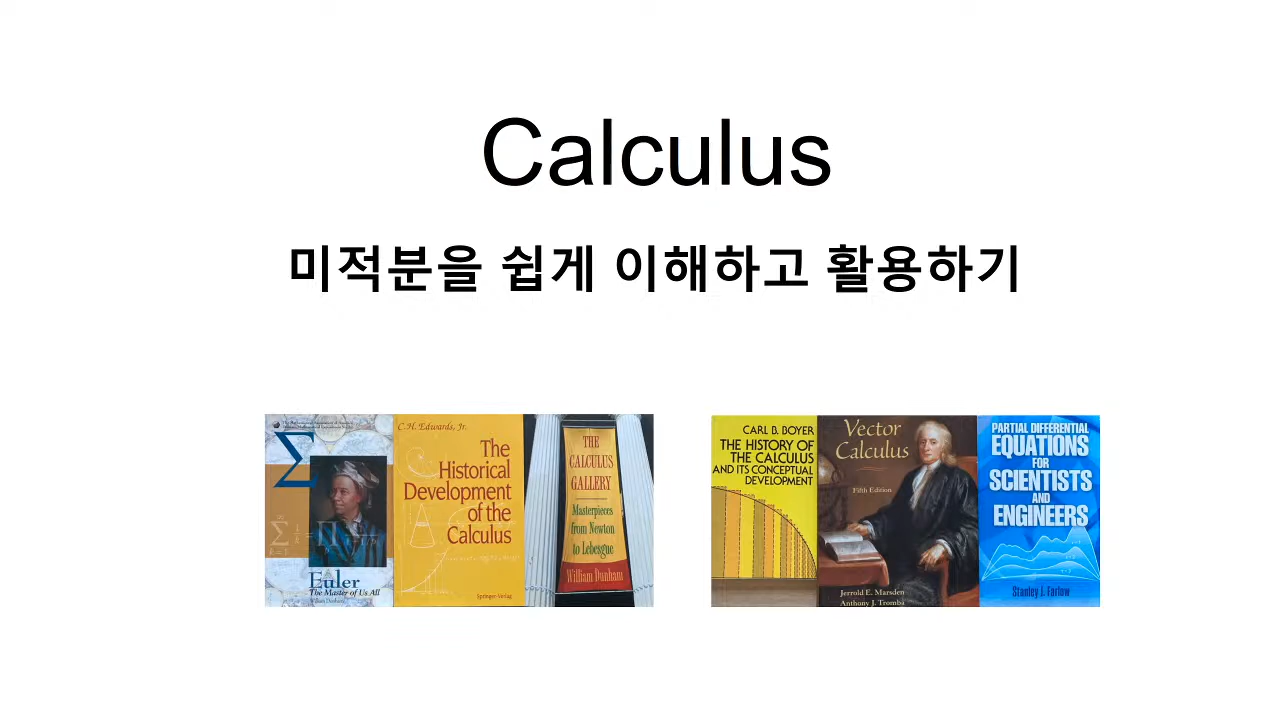 Calculus
미적분을 쉽게 이해하고 활용하기
Σ
Euler
The Master of Us All
William Dunham
C.H. Edwards, Jr.
The
Historical
Development
of the
Calculus
Springer-Verlag
THE
CALCULUS
GALLERY
Masterpieces
from Newton
to Lebesgue
William Dunham
CARL B. BOYER
THE HISTORY OF
THE CALCULUS
AND ITS CONCEPTUAL
DEVELOPMENT
Vector
Calculus
Fifth Edition
Jerrold E. Marsden
Anthony J. Tromba
PARTIAL DIFFERENTIAL
EQUATIONS
FOR
SCIENTISTS
AND
ENGINEERS
Stanley J. Farlow